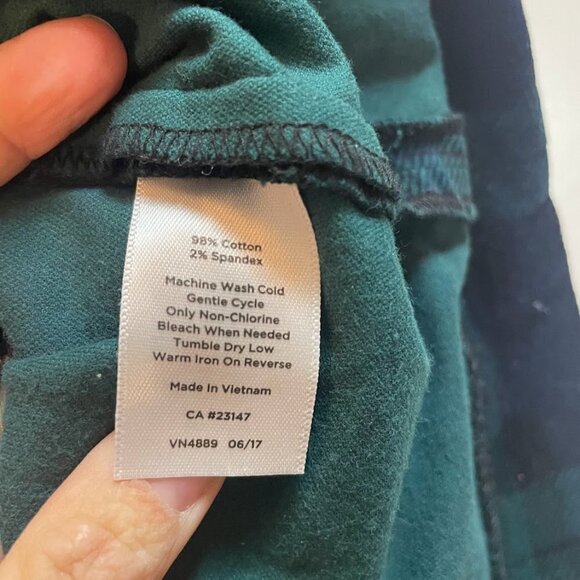 98% Cotton
2% Spandex
Machine Wash Cold
Gentle Cycle
Only Non-Chlorine
Bleach When Needed
Tumble Dry Low
Warm Iron On Reverse
Made In Vietnam
CA #23147
VN4889 06/17